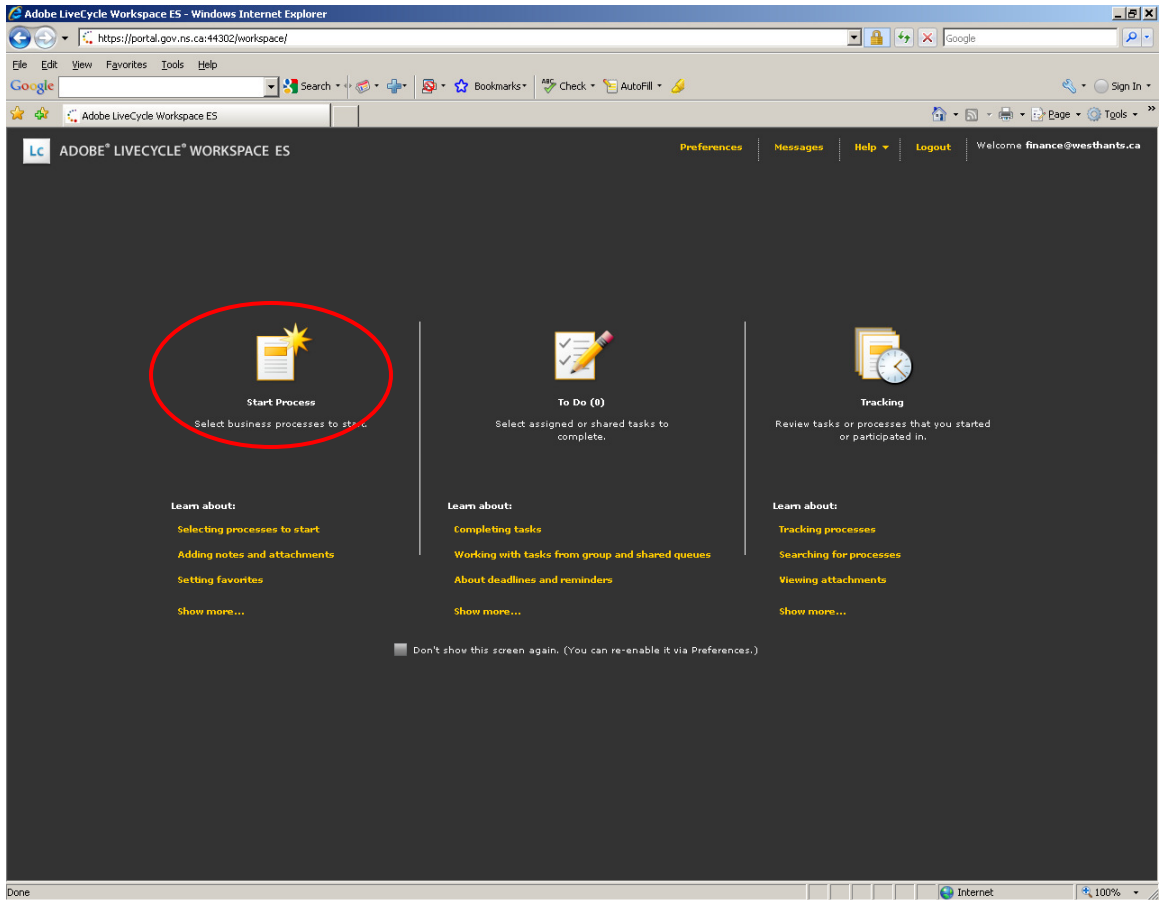 Adobe LiveCycle Workspace ES - Windows Internet Explorer
https://portal.gov.ns.ca:44302/workspace/
Google
File Edit View Favorites Tools Help
Google Search Bookmarks Check AutoFill Sign In
Adobe LiveCycle Workspace ES Page Tools
Lc ADOBE® LIVECYCLE® WORKSPACE ES Preferences Messages Help Logout Welcome finance@westhants.ca
Start Process To Do (0) Tracking
Select business processes to start. Select assigned or shared tasks to Review tasks or processes that you started
complete. or participated in.
Learn about: Learn about: Learn about:
Selecting processes to start Completing tasks Tracking processes
Adding notes and attachments Working with tasks from group and shared queues Searching for processes
Setting favorites About deadlines and reminders Viewing attachments
Show more... Show more... Show more...
Don't show this screen again. (You can re-enable it via Preferences.)
Done Internet 100%